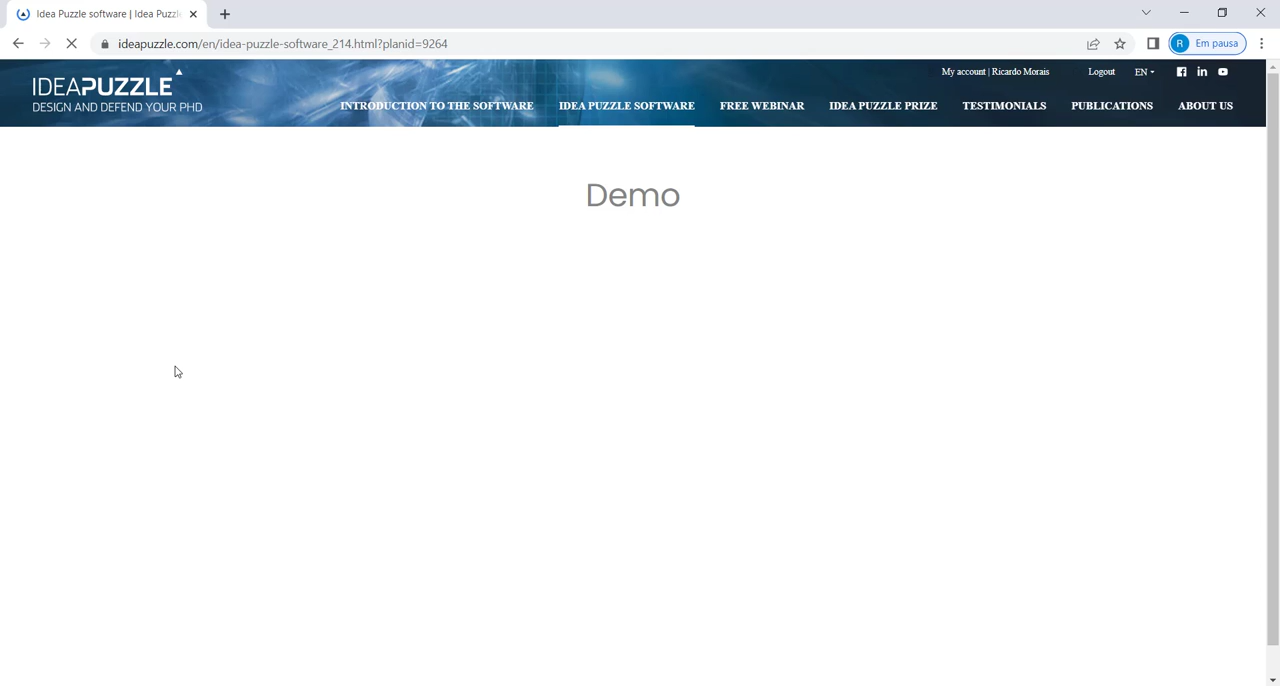 Idea Puzzle software | Idea Puzzl
ideapuzzle.com/en/idea-puzzle-software_214.html?planid=9264
R Em pausa
My account | Ricardo Morais Logout EN
IDEAPUZZLE
DESIGN AND DEFEND YOUR PHD
INTRODUCTION TO THE SOFTWARE IDEA PUZZLE SOFTWARE FREE WEBINAR IDEA PUZZLE PRIZE TESTIMONIALS PUBLICATIONS ABOUT US
Demo